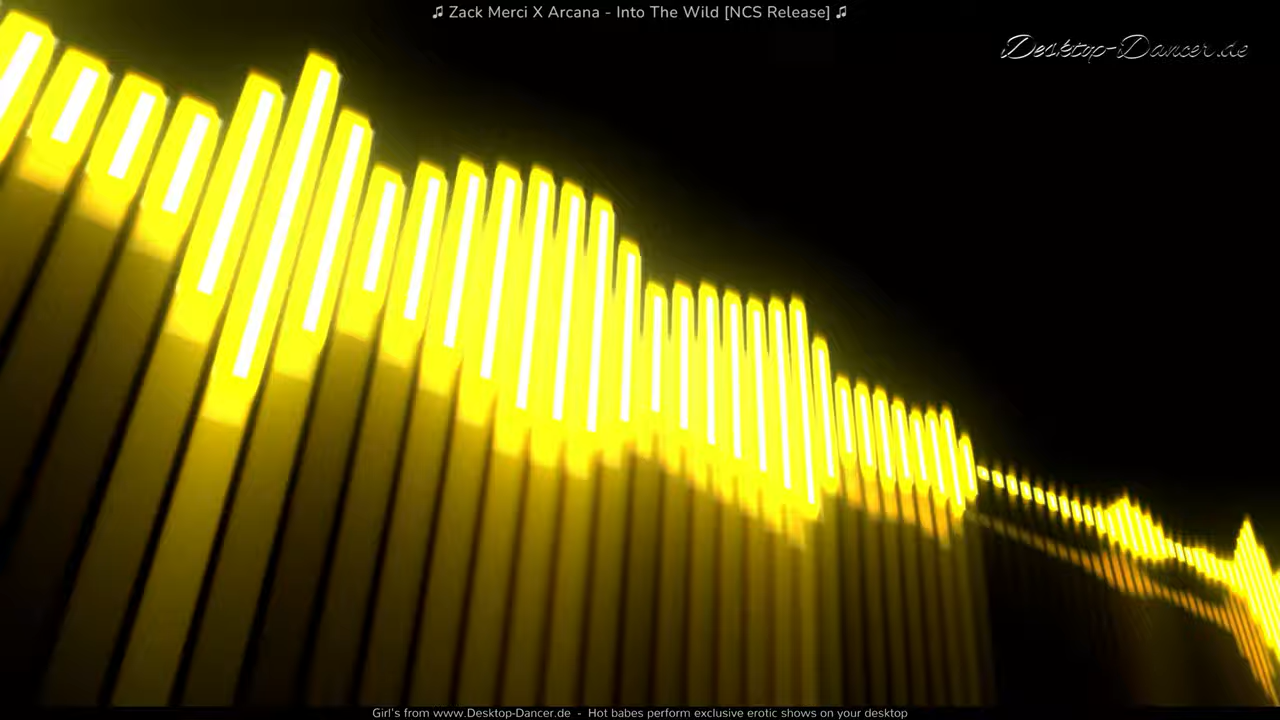 ♫ Zack Merci X Arcana - Into The Wild [NCS Release] ♫
Desktop-Dancer.de
Girl's from www.Desktop-Dancer.de - Hot babes perform exclusive erotic shows on your desktop